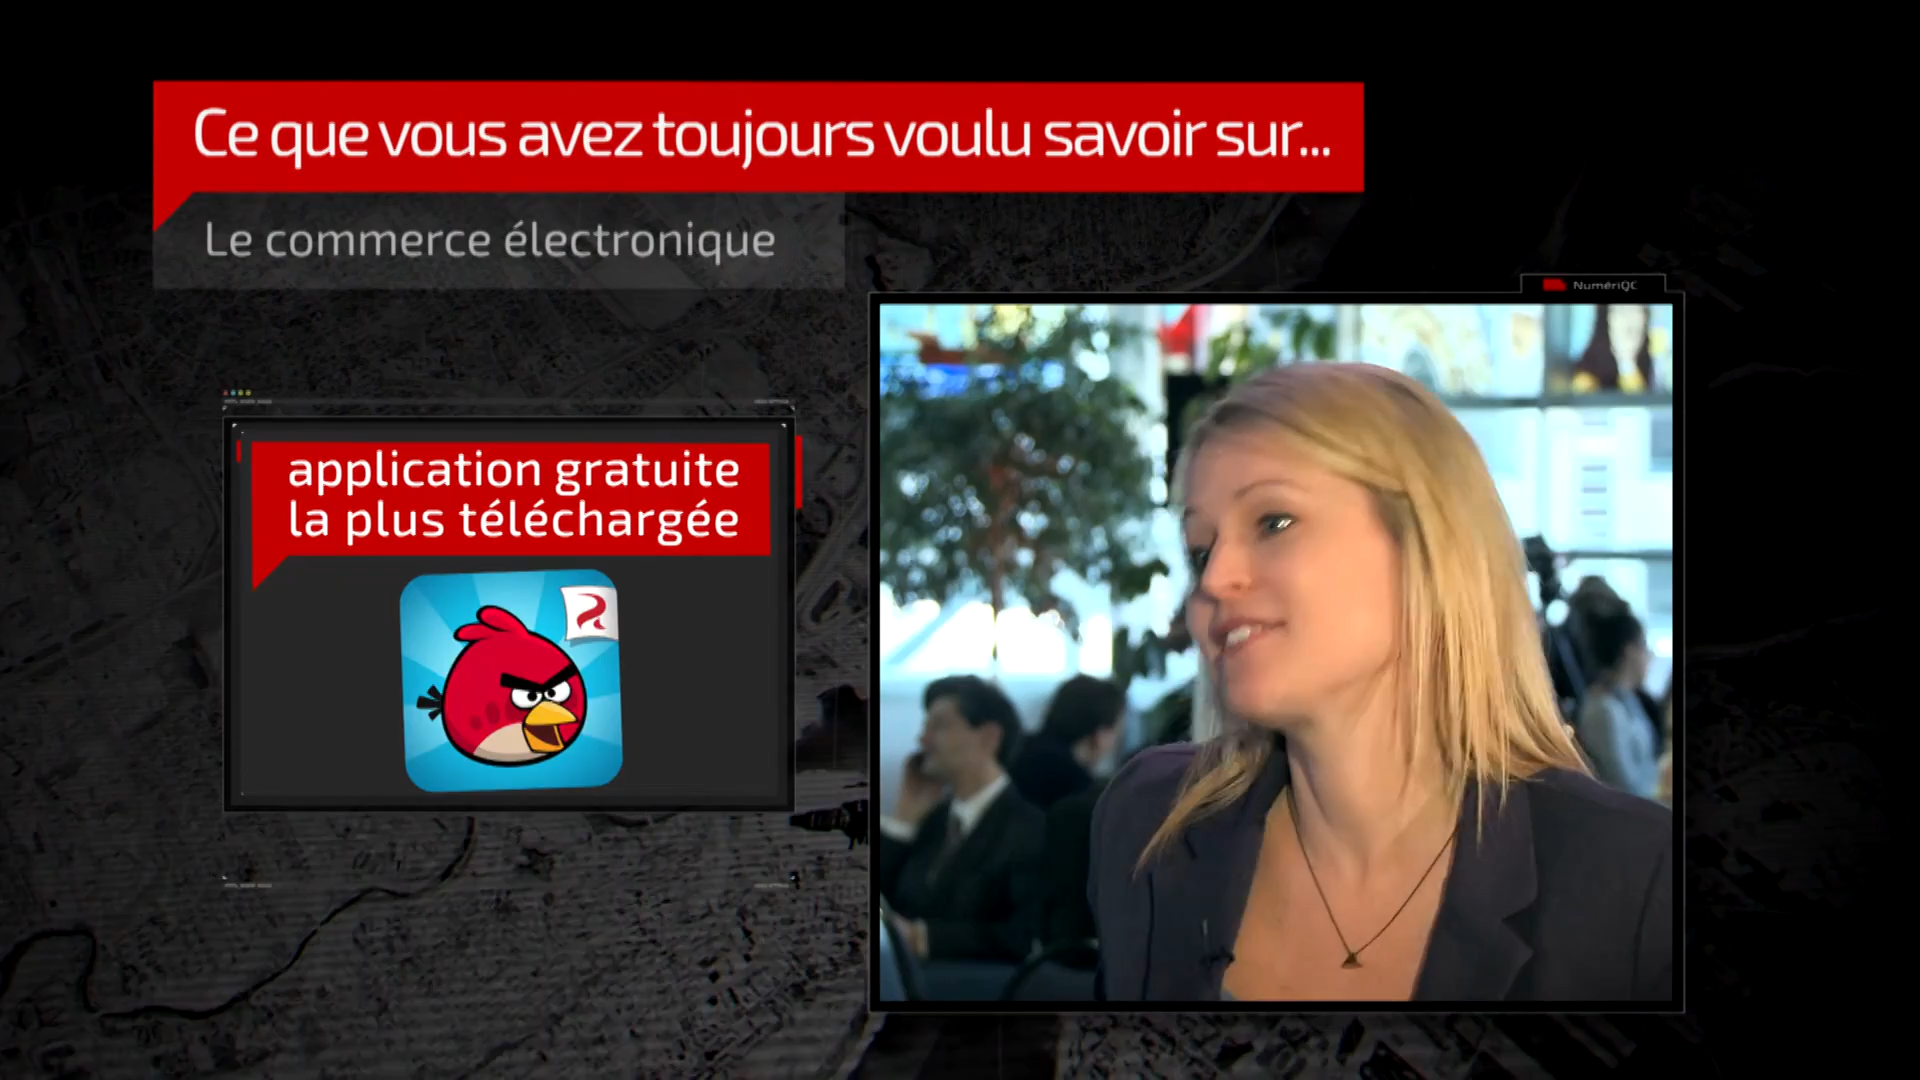 Ce que vous avez toujours voulu savoir sur...
Le commerce électronique
NumériQC
application gratuite
la plus téléchargée